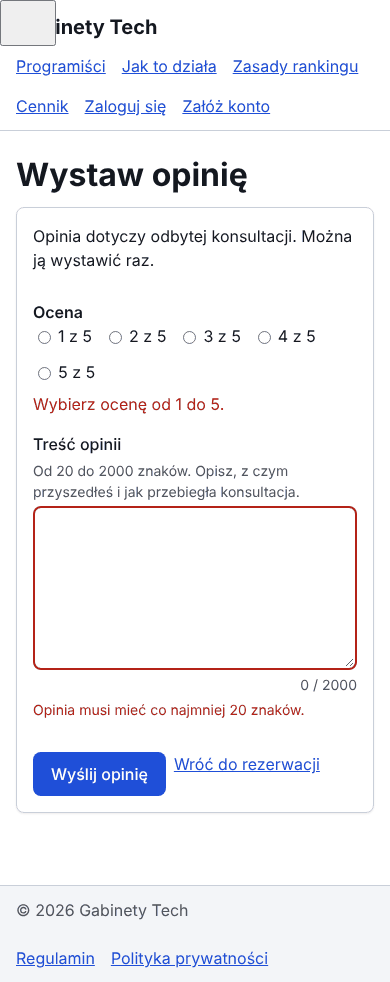 inety Tech
Programiści Jak to działa Zasady rankingu
Cennik Zaloguj się Załóż konto
Wystaw opinię
Opinia dotyczy odbytej konsultacji. Można
ją wystawić raz.
Ocena
1 z 5 2 z 5 3 z 5 4 z 5
5 z 5
Wybierz ocenę od 1 do 5.
Treść opinii
Od 20 do 2000 znaków. Opisz, z czym
przyszedłeś i jak przebiegła konsultacja.
0 / 2000
Opinia musi mieć co najmniej 20 znaków.
Wyślij opinię Wróć do rezerwacji
© 2026 Gabinety Tech
Regulamin Polityka prywatności